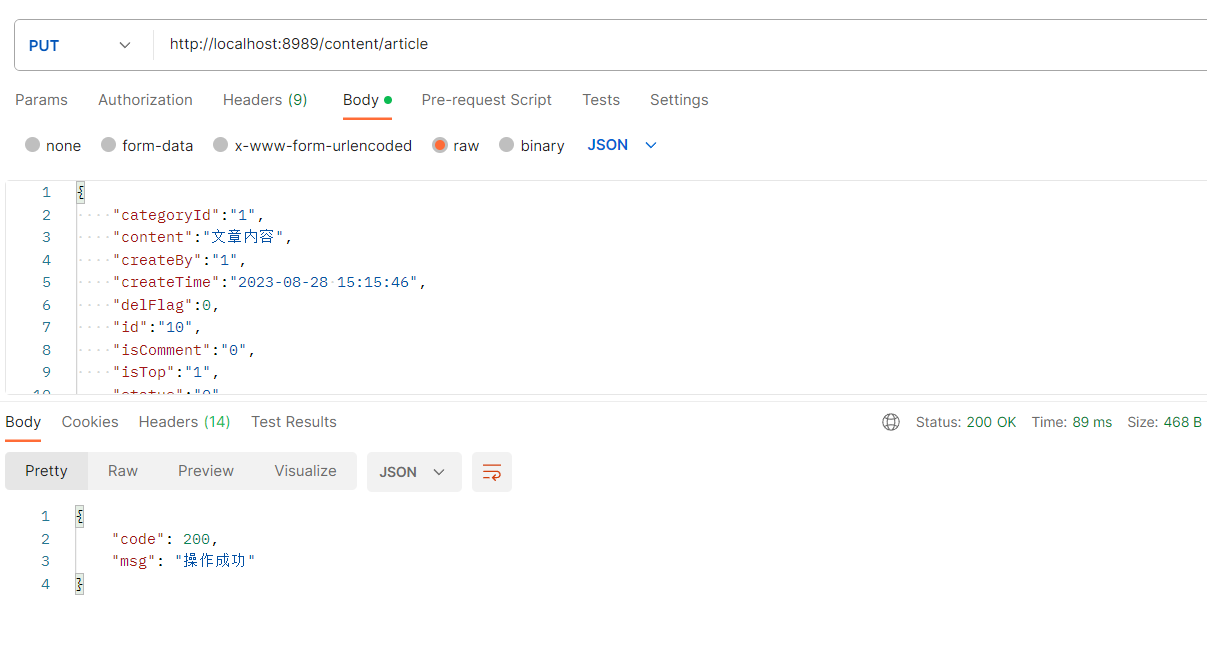 PUT http://localhost:8989/content/article
Params Authorization Headers (9) Body Pre-request Script Tests Settings
none form-data x-www-form-urlencoded raw binary JSON
1 {
2 "categoryId":"1",
3 "content":"文章内容",
4 "createBy":"1",
5 "createTime":"2023-08-28 15:15:46",
6 "delFlag":0,
7 "id":"10",
8 "isComment":"0",
9 "isTop":"1",
Body Cookies Headers (14) Test Results Status: 200 OK Time: 89 ms Size: 468 B
Pretty Raw Preview Visualize JSON
1 {
2 "code": 200,
3 "msg": "操作成功"
4 }